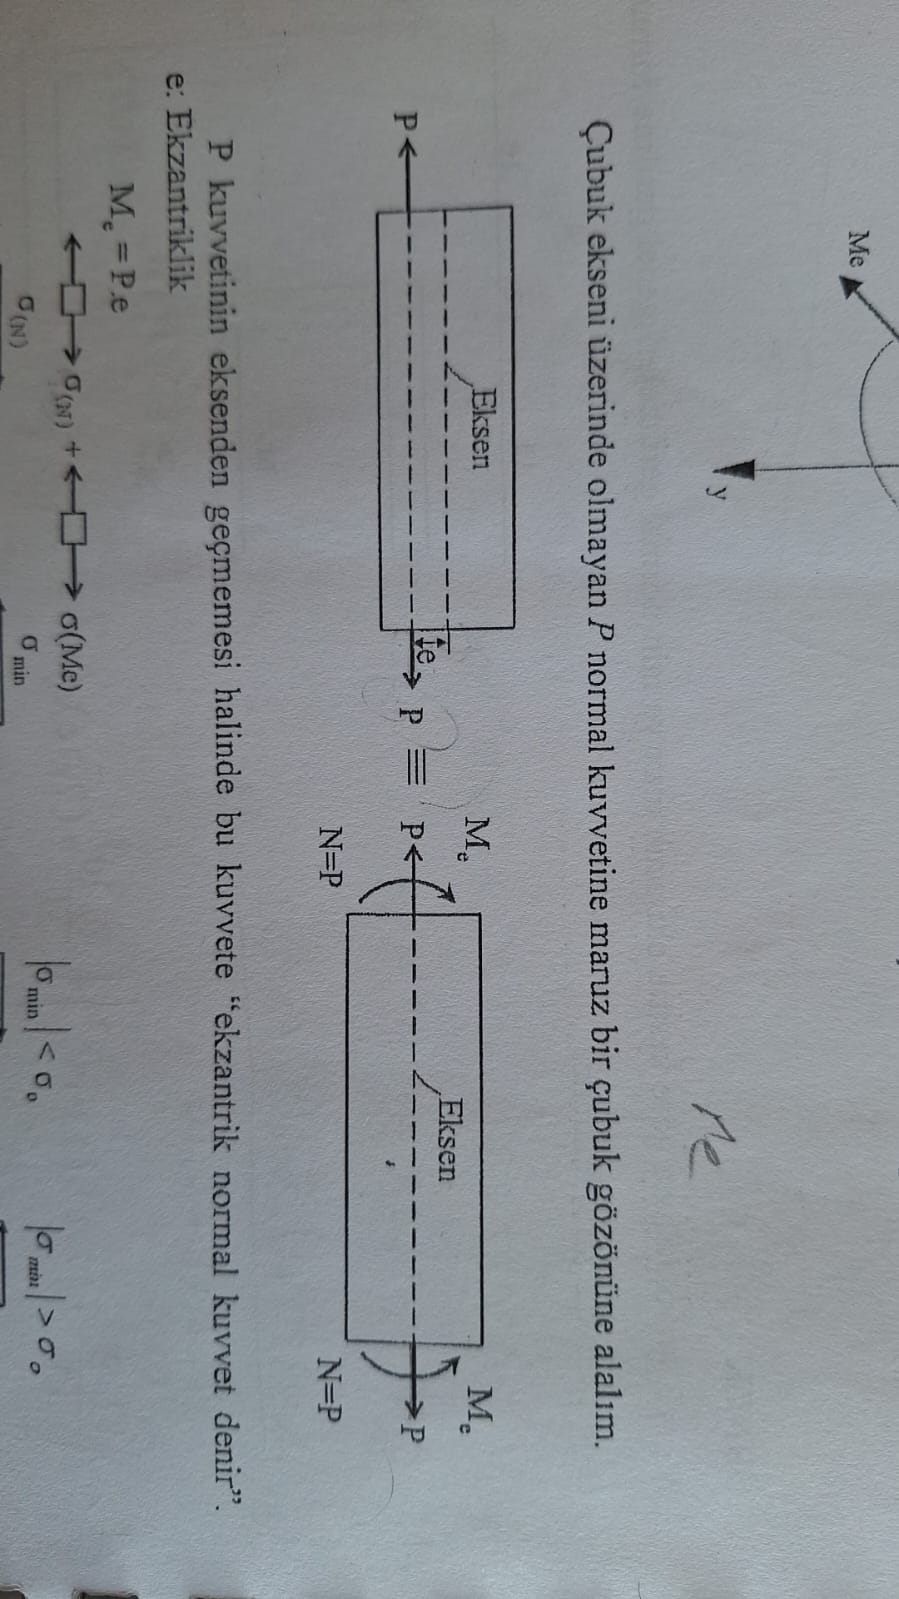 Me
y
Me
Çubuk ekseni üzerinde olmayan P normal kuvvetine maruz bir çubuk gözönüne alalım.
Eksen
P
e
P ≡
Eksen
Me
P
N=P
Me
P
N=P
P kuvvetinin eksenden geçmemesi halinde bu kuvvete “ekzantrik normal kuvvet denir”.
e: Ekzantriklik
Me = P.e
σ(N) + σ(Me)
σ(N) σmin |σmin| < σo |σmin| > σo